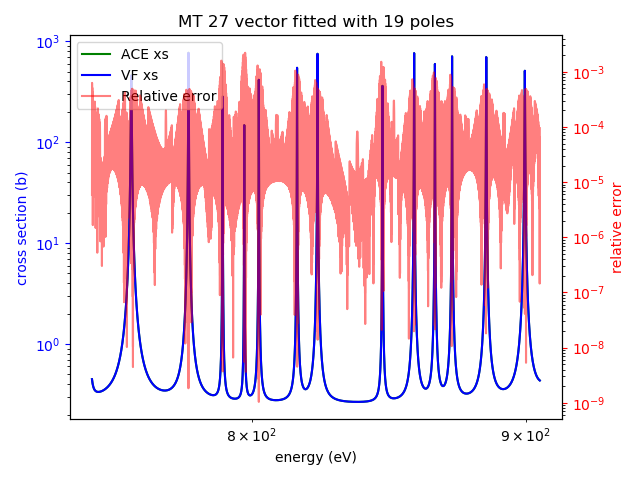 MT 27 vector fitted with 19 poles
ACE xs
VF xs
Relative error
cross section (b)
10³
10²
10¹
10⁰
10⁻³
10⁻⁴
10⁻⁵
10⁻⁶
10⁻⁷
10⁻⁸
10⁻⁹
relative error
8 × 10²
9 × 10²
energy (eV)